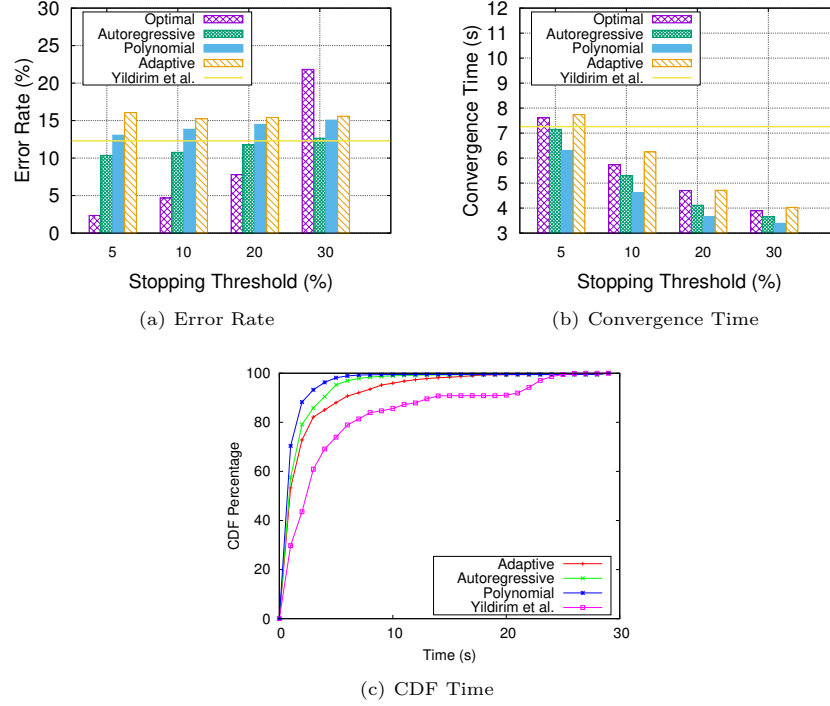 Optimal
Autoregressive
Polynomial
Adaptive
Yildirim et al.
Error Rate (%)
30
25
20
15
10
5
0
5 10 20 30
Stopping Threshold (%)
(a) Error Rate
Optimal
Autoregressive
Polynomial
Adaptive
Yildirim et al.
Convergence Time (s)
12
11
10
9
8
7
6
5
4
3
5 10 20 30
Stopping Threshold (%)
(b) Convergence Time
CDF Percentage
100
80
60
40
20
0
Adaptive
Autoregressive
Polynomial
Yildirim et al.
0 10 20 30
Time (s)
(c) CDF Time